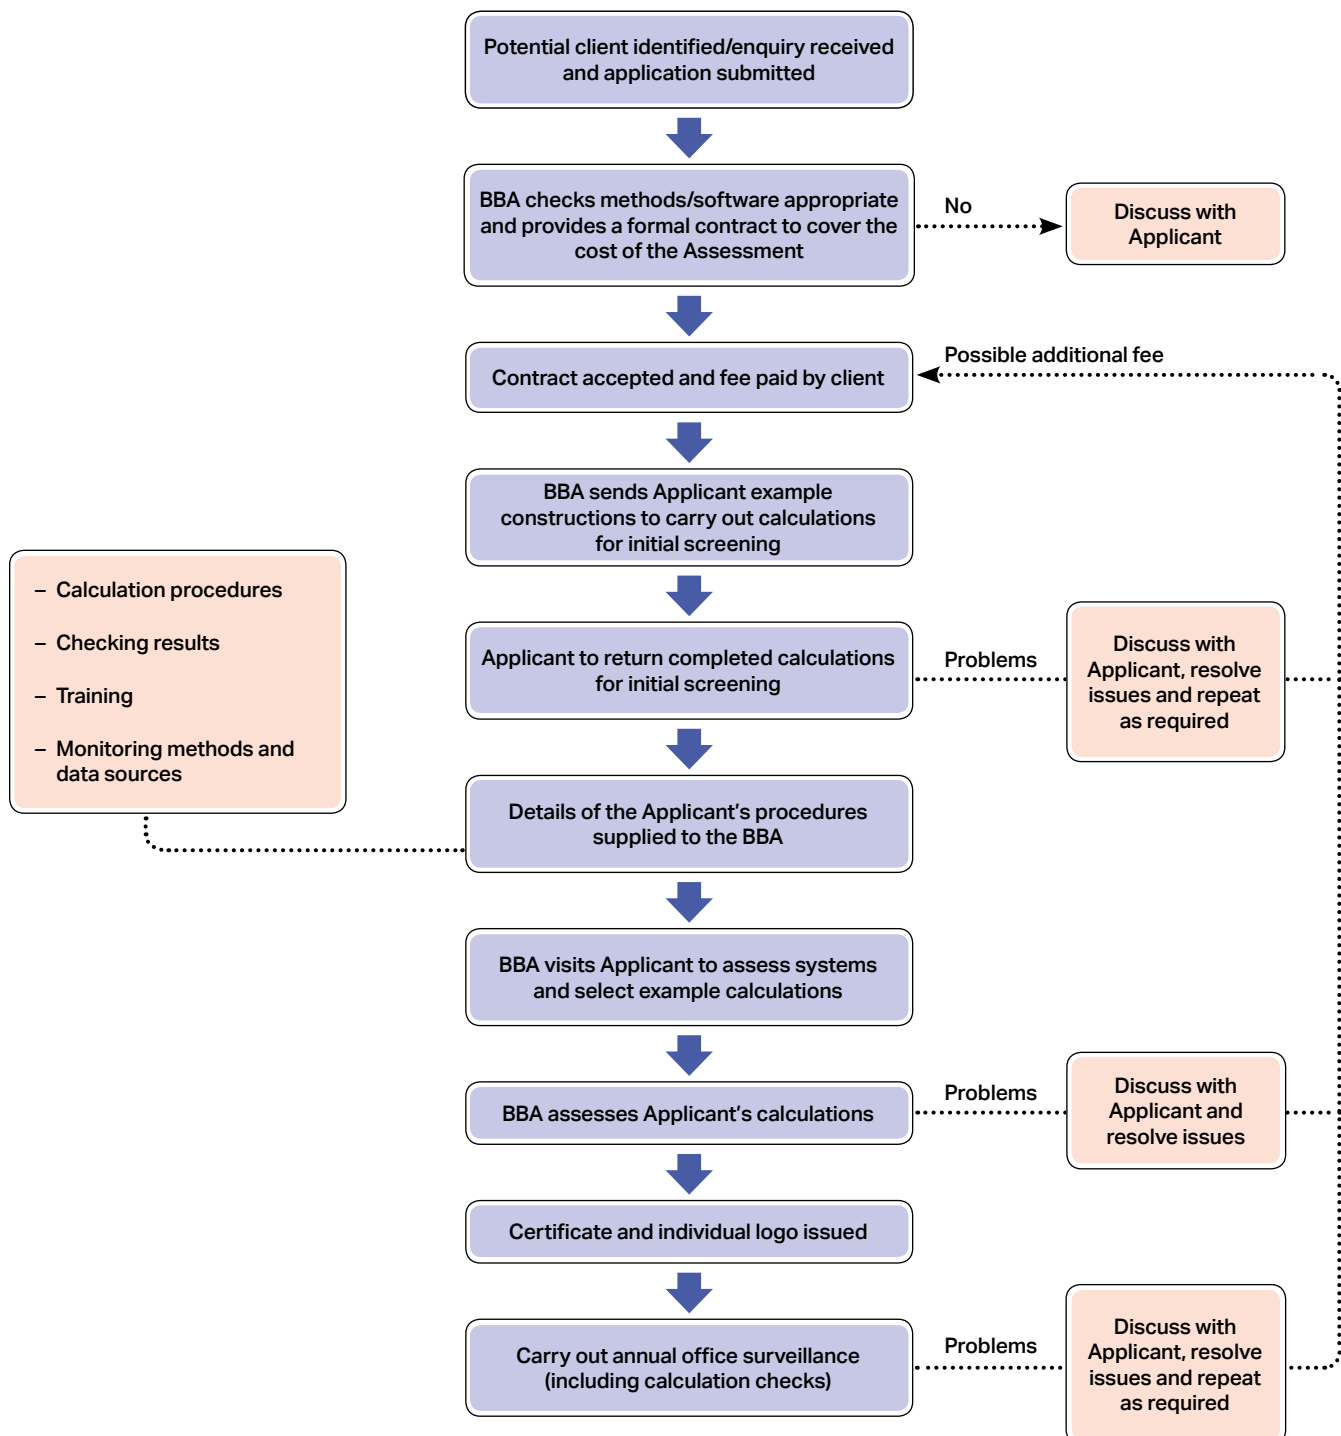 Potential client identified/enquiry received
and application submitted
BBA checks methods/software appropriate
and provides a formal contract to cover the
cost of the Assessment
No
Discuss with
Applicant
Contract accepted and fee paid by client
Possible additional fee
BBA sends Applicant example
constructions to carry out calculations
for initial screening
– Calculation procedures
– Checking results
– Training
– Monitoring methods and
data sources
Applicant to return completed calculations
for initial screening
Problems
Discuss with
Applicant, resolve
issues and repeat
as required
Details of the Applicant’s procedures
supplied to the BBA
BBA visits Applicant to assess systems
and select example calculations
BBA assesses Applicant’s calculations
Problems
Discuss with
Applicant and
resolve issues
Certificate and individual logo issued
Carry out annual office surveillance
(including calculation checks)
Problems
Discuss with
Applicant, resolve
issues and repeat
as required